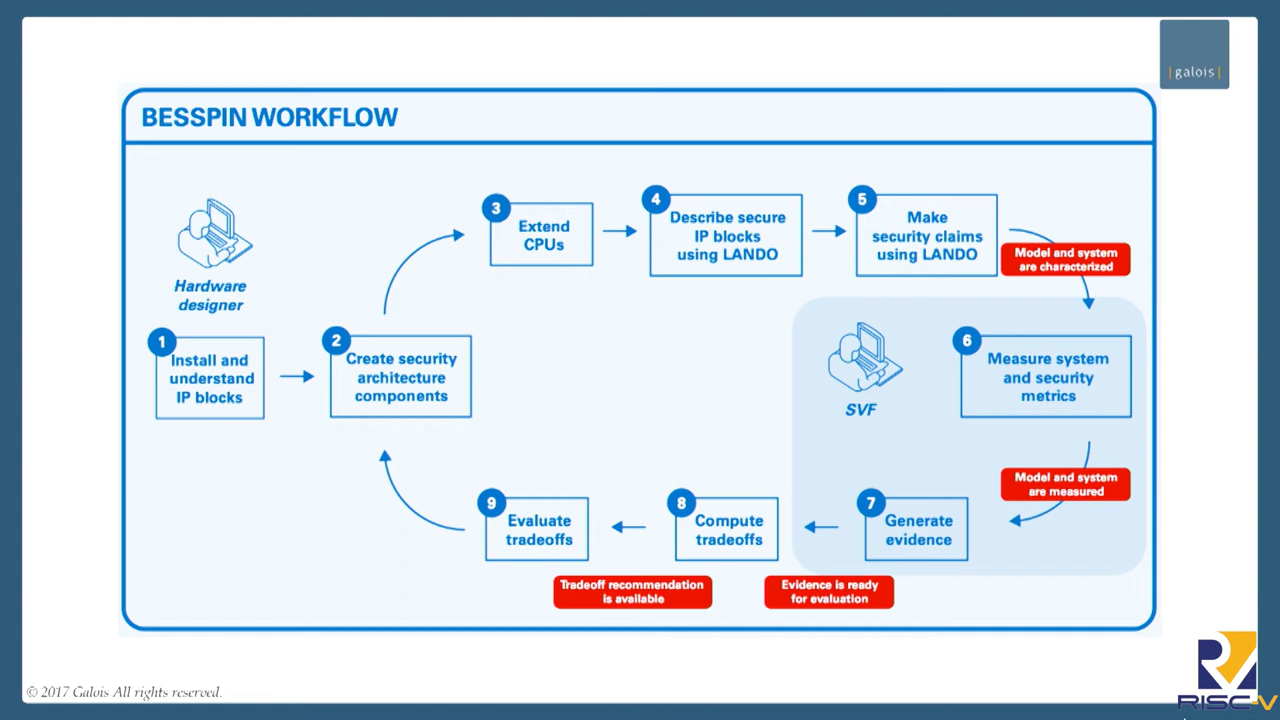 |galois|
BESSPIN WORKFLOW
Hardware
designer
1
Install and
understand
IP blocks
2
Create security
architecture
components
3
Extend
CPUs
4
Describe secure
IP blocks
using LANDO
5
Make
security claims
using LANDO
Model and system
are characterized
SVF
6
Measure system
and security
metrics
Model and system
are measured
7
Generate
evidence
Evidence is ready
for evaluation
8
Compute
tradeoffs
Tradeoff recommendation
is available
9
Evaluate
tradeoffs
© 2017 Galois All rights reserved.
RISC-V